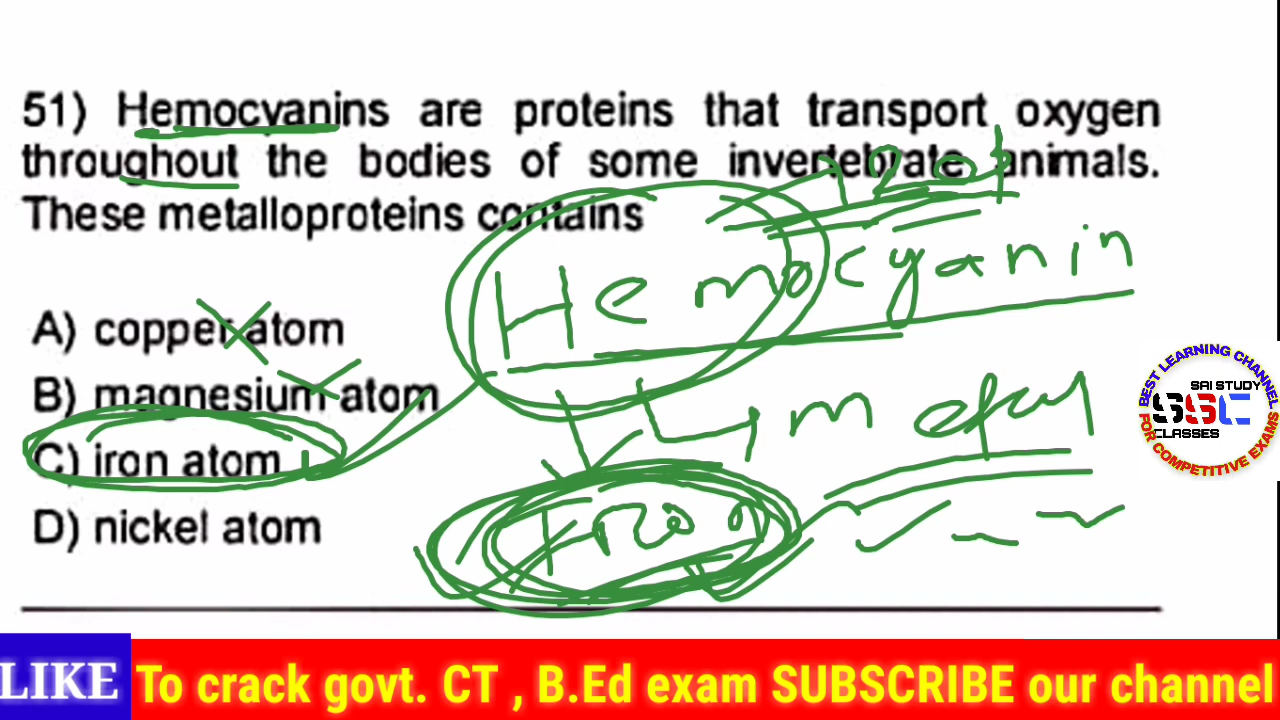 51) Hemocyanins are proteins that transport oxygen
throughout the bodies of some invertebrate animals.
These metalloproteins contains
Hemocyanin
A) copper atom
B) magnesium atom
C) iron atom
D) nickel atom
BEST LEARNING CHANNEL
SAI STUDY
SSC
CLASSES
FOR COMPETITIVE EXAMS
LIKE
To crack govt. CT , B.Ed exam SUBSCRIBE our channel